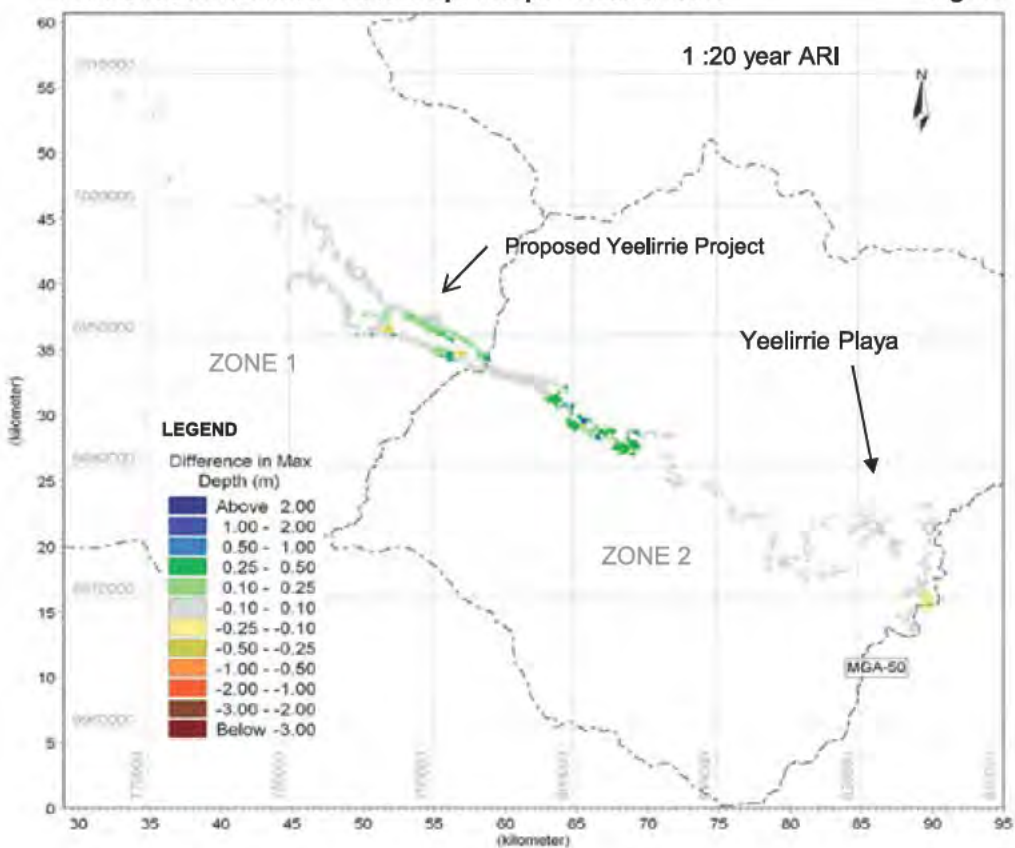 1 :20 year ARI
N
Proposed Yeelirrie Project
Yeelirrie Playa
ZONE 1
ZONE 2
MGA-50
LEGEND
Difference in Max
Depth (m)
Above 2.00
1.00 - 2.00
0.50 - 1.00
0.25 - 0.50
0.10 - 0.25
-0.10 - 0.10
-0.25 - -0.10
-0.50 - -0.25
-1.00 - -0.50
-2.00 - -1.00
-3.00 - -2.00
Below -3.00
60
55
50
45
40
35
30
25
20
15
10
5
0
(kilometer)
30 35 40 45 50 55 60 65 70 75 80 85 90 95
(kilometer)